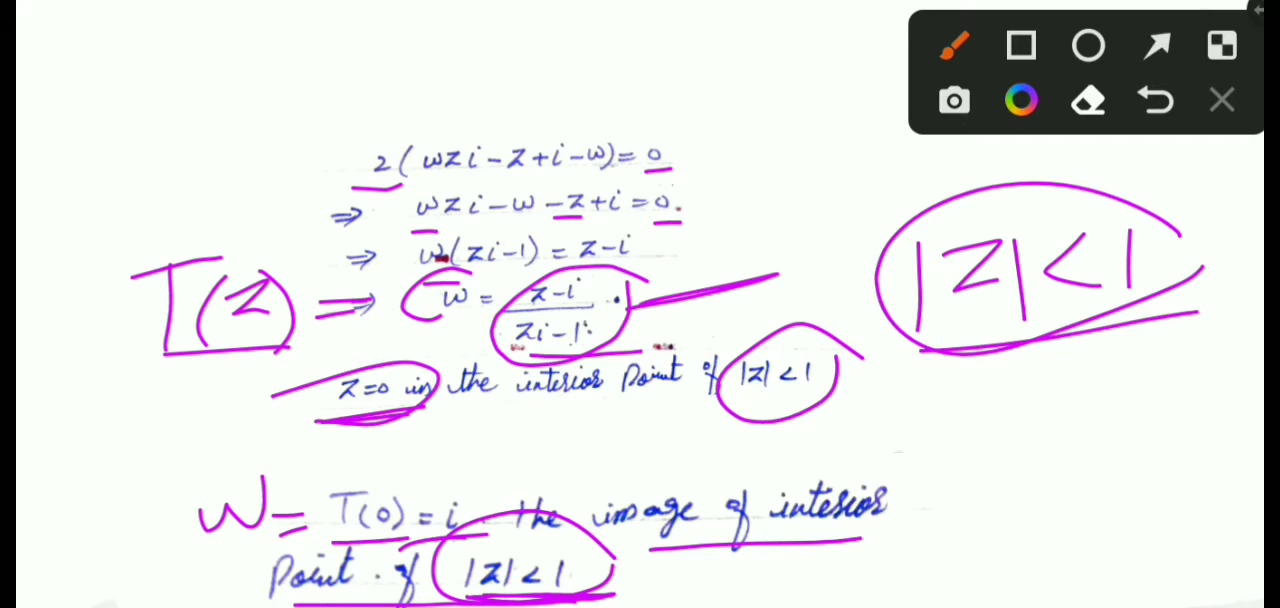 2(wzi-z+i-w)=0
⇒ wzi-w-z+i=0.
⇒ w(zi-1)=z-i
T(z) = ⇒ w = z-i / zi-1 .
|z|<1
z=0 is the interior point of |z|<1
w = T(0)=i. the image of interior
point of |z|<1